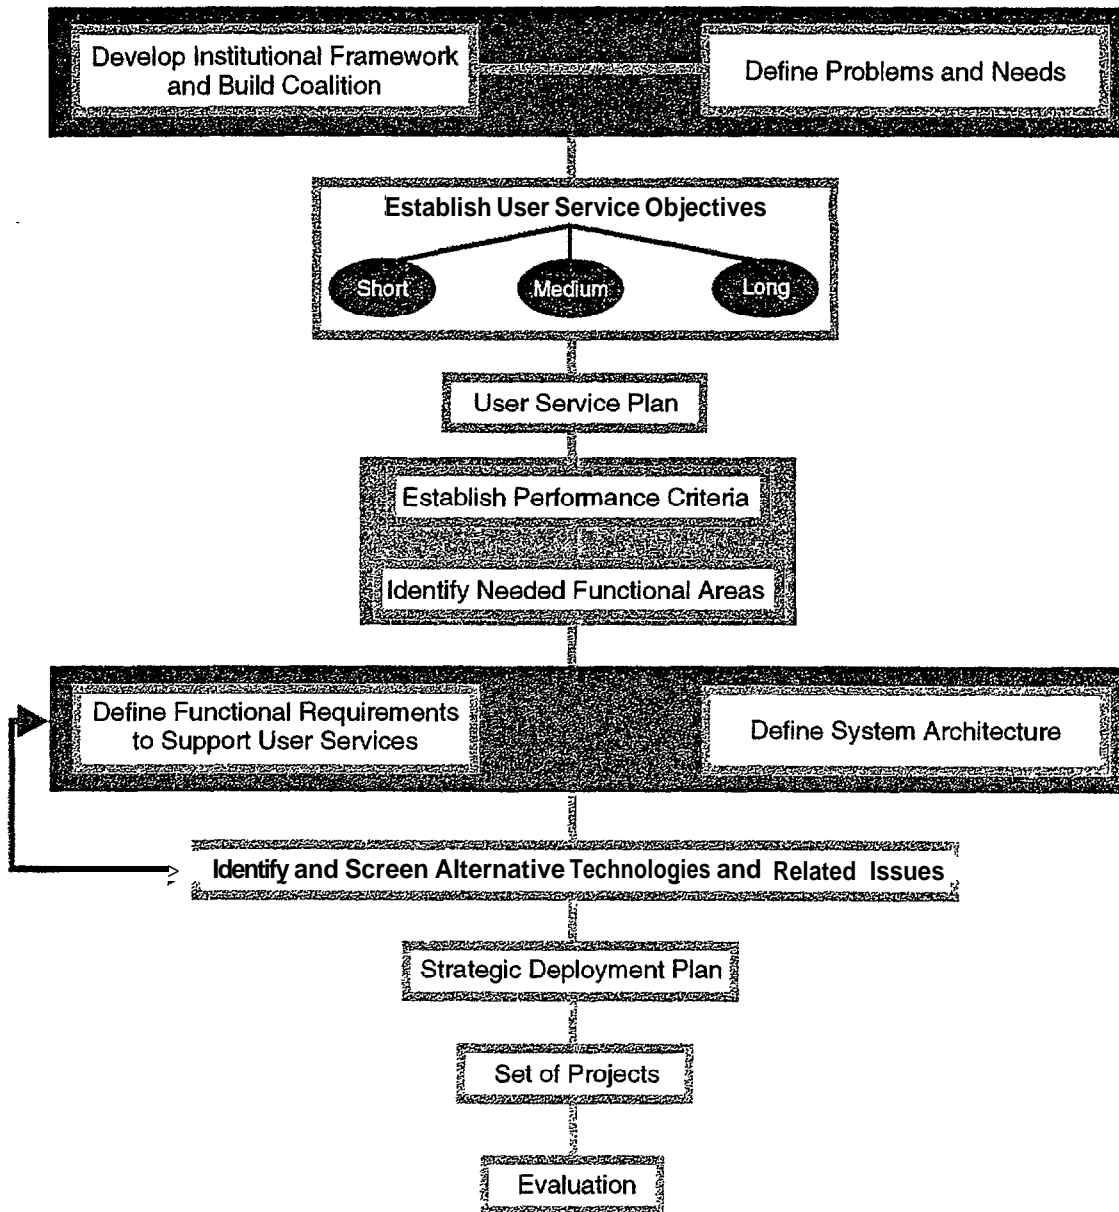 Develop Institutional Framework
and Build Coalition
Define Problems and Needs
Establish User Service Objectives
Short
Medium
Long
User Service Plan
Establish Performance Criteria
Identify Needed Functional Areas
Define Functional Requirements
to Support User Services
Define System Architecture
Identify and Screen Alternative Technologies and Related Issues
Strategic Deployment Plan
Set of Projects
Evaluation